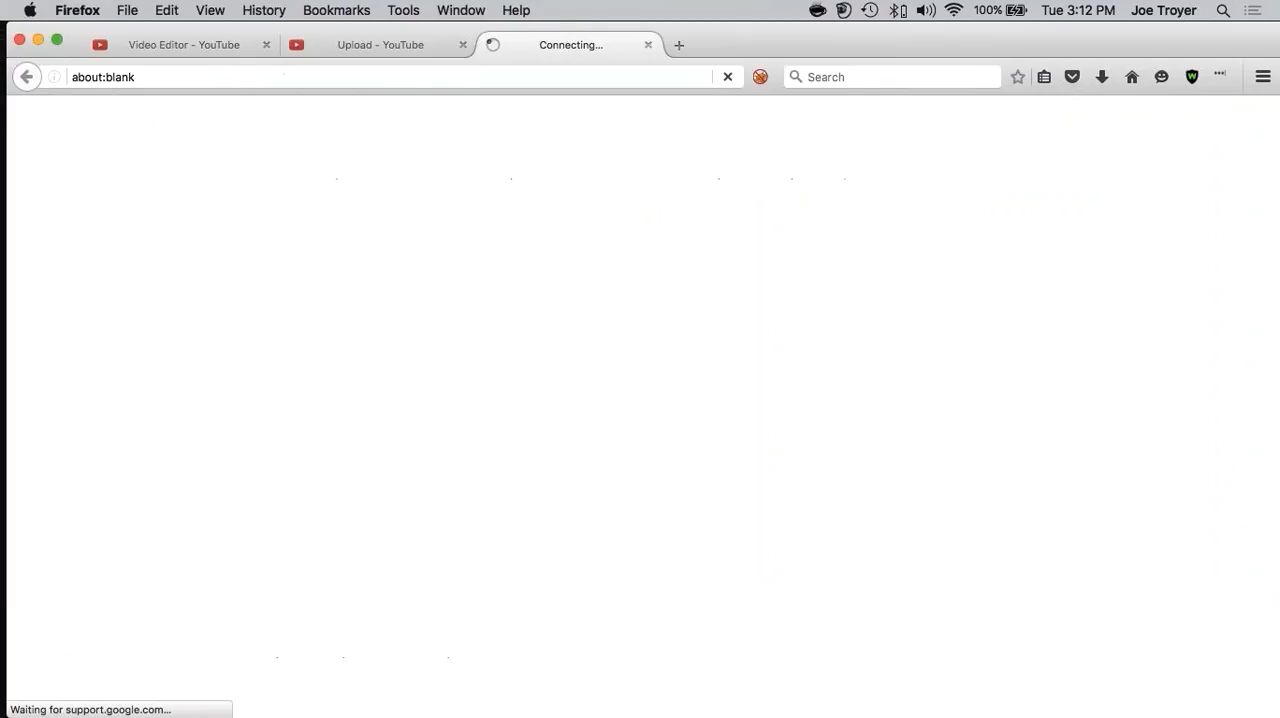 Firefox File Edit View History Bookmarks Tools Window Help 100% Tue 3:12 PM Joe Troyer
Video Editor - YouTube Upload - YouTube Connecting...
about:blank Search
Waiting for support.google.com...